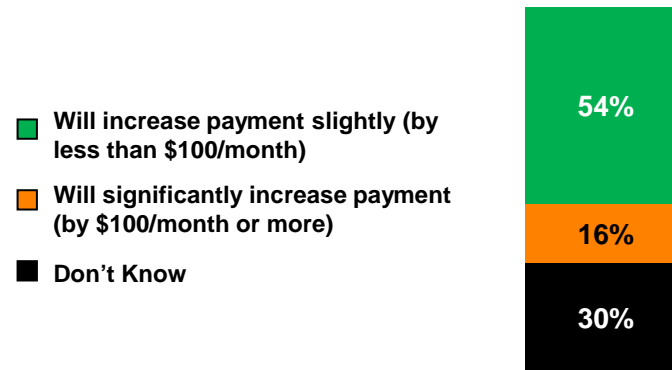 54%
Will increase payment slightly (by
less than $100/month)
Will significantly increase payment
(by $100/month or more)
16%
Don’t Know
30%